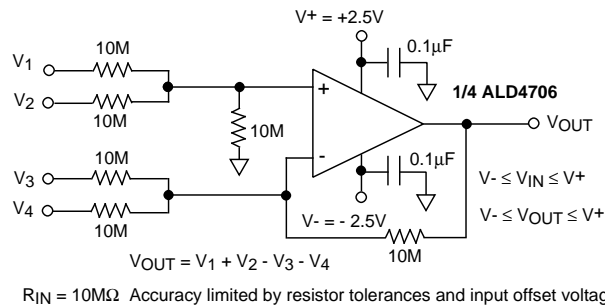 V+ = +2.5V
0.1µF
V1
10M
V2
10M
10M
+
-
1/4 ALD4706
VOUT
V3
10M
V4
10M
0.1µF
V- = - 2.5V
10M
V- ≤ VIN ≤ V+
V- ≤ VOUT ≤ V+
VOUT = V1 + V2 - V3 - V4
RIN = 10MΩ Accuracy limited by resistor tolerances and input offset voltag